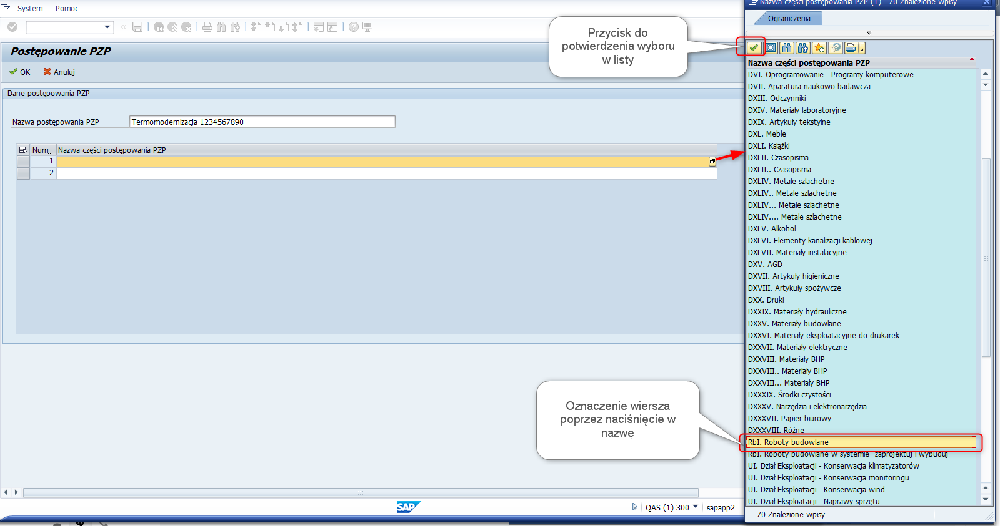 System Pomoc
Postępowanie PZP
OK Anuluj
Dane postępowania PZP
Nazwa postępowania PZP Termomodernizacja 1234567890
Num.. Nazwa części postępowania PZP
1
2
Przycisk do
potwierdzenia wyboru
w listy
Oznaczenie wiersza
poprzez naciśnięcie w
nazwę
SAP
QAS (1) 300 sapapp2
Nazwa części postępowania PZP (1) 70 Znalezione wpisy
Ograniczenia
Nazwa części postępowania PZP
DVI. Oprogramowanie - Programy komputerowe
DVII. Aparatura naukowo-badawcza
DXIII. Odczynniki
DXIV. Materiały laboratoryjne
DXIX. Artykuły tekstylne
DXL. Meble
DXLI. Książki
DXLII. Czasopisma
DXLII.. Czasopisma
DXLIV. Metale szlachetne
DXLIV.. Metale szlachetne
DXLIV... Metale szlachetne
DXLIV.... Metale szlachetne
DXLV. Alkohol
DXLVI. Elementy kanalizacji kablowej
DXLVII. Materiały instalacyjne
DXV. AGD
DXVII. Artykuły higieniczne
DXVIII. Artykuły spożywcze
DXX. Druki
DXXIX. Materiały hydrauliczne
DXXV. Materiały budowlane
DXXVI. Materiały eksploatacyjne do drukarek
DXXVII. Materiały elektryczne
DXXVIII. Materiały BHP
DXXVIII.. Materiały BHP
DXXVIII... Materiały BHP
DXXXIX. Środki czystości
DXXXV. Narzędzia i elektronarzędzia
DXXXVII. Papier biurowy
DXXXVIII. Różne
RbI. Roboty budowlane
RbI. Roboty budowlane w systemie "zaprojektuj i wybuduj"
UI. Dział Eksploatacji - Konserwacja klimatyzatorów
UI. Dział Eksploatacji - Konserwacja monitoringu
UI. Dział Eksploatacji - Konserwacja wind
UI. Dział Eksploatacji - Naprawy sprzętu
70 Znalezione wpisy